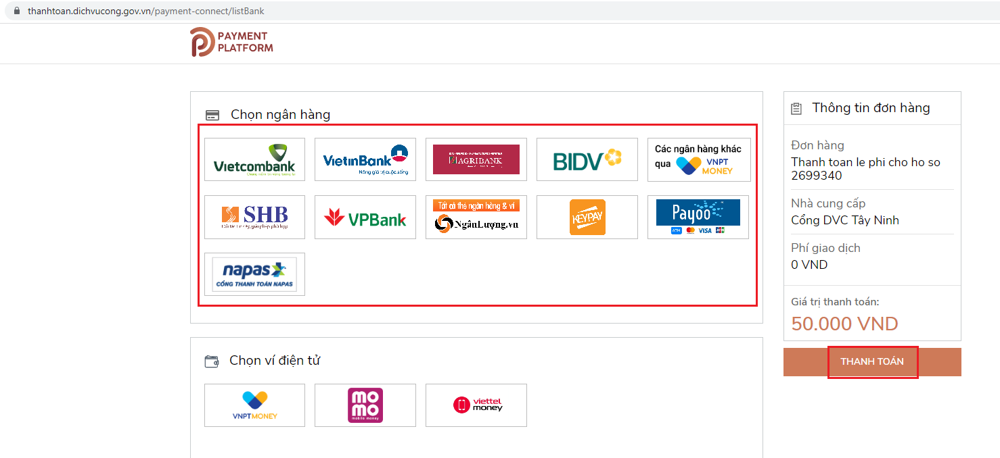 thanhtoan.dichvucong.gov.vn/payment-connect/listBank
PAYMENT
PLATFORM
Chọn ngân hàng
Vietcombank
Chung niềm tin vững tương lai
VietinBank
Nâng giá trị cuộc sống
AGRIBANK
BIDV
Các ngân hàng khác
qua VNPT
MONEY
SHB
VPBank
Tất cả thẻ ngân hàng & ví
NgânLượng.vn
KEYPAY
Payoo
ATM VISA JCB
napas
CỔNG THANH TOÁN NAPAS
Chọn ví điện tử
VNPT MONEY
momo
mobile money
viettel
money
Thông tin đơn hàng
Đơn hàng
Thanh toan le phi cho ho so
2699340
Nhà cung cấp
Cổng DVC Tây Ninh
Phí giao dịch
0 VND
Giá trị thanh toán:
50.000 VND
THANH TOÁN